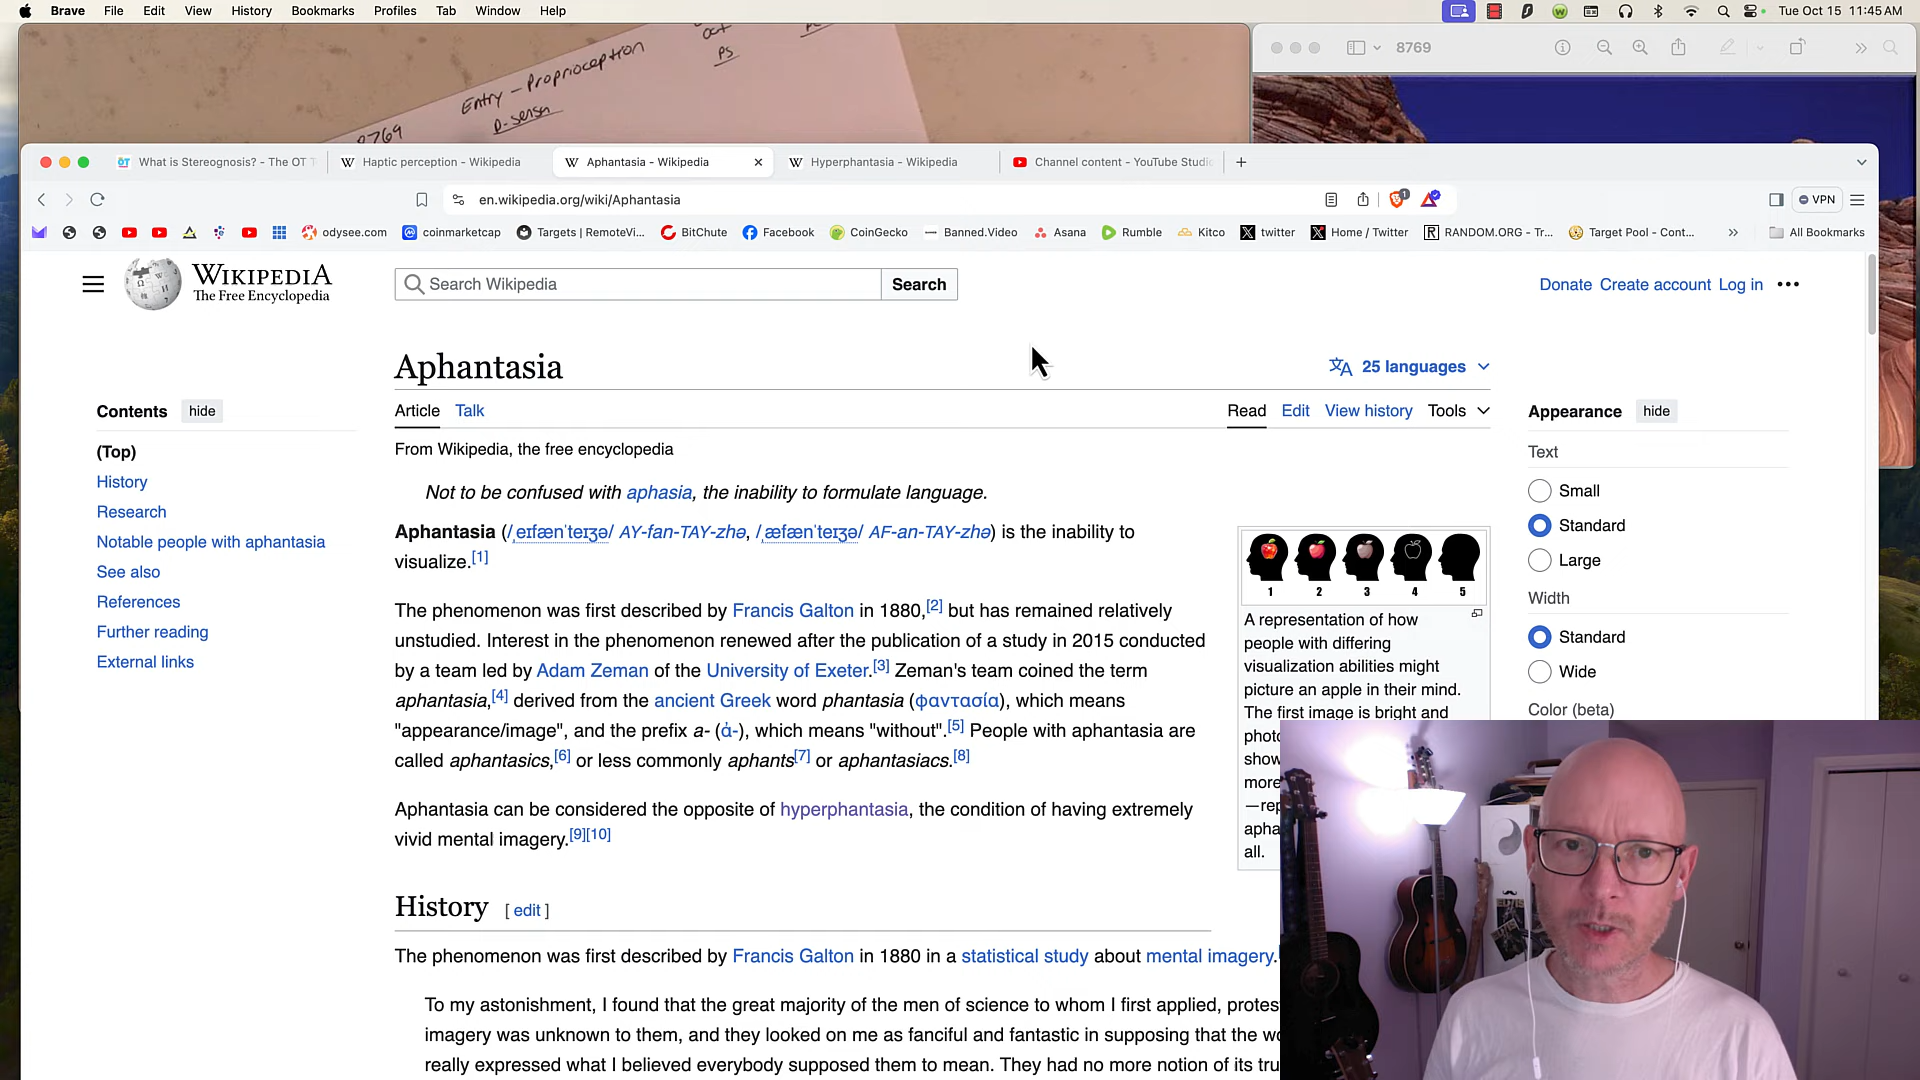 Brave File Edit View History Bookmarks Profiles Tab Window Help
Tue Oct 15 11:45 AM
Entry - Proprioception
P-sensn
out
PS
8769
8769
What is Stereognosis? - The OT T
Haptic perception - Wikipedia
Aphantasia - Wikipedia
Hyperphantasia - Wikipedia
Channel content - YouTube Studio
en.wikipedia.org/wiki/Aphantasia
1
VPN
odysee.com
coinmarketcap
Targets | RemoteVi...
BitChute
Facebook
CoinGecko
Banned.Video
Asana
Rumble
Kitco
twitter
Home / Twitter
RANDOM.ORG - Tr...
Target Pool - Cont...
All Bookmarks
WIKIPEDIA
The Free Encyclopedia
Search Wikipedia
Search
Donate Create account Log in
Aphantasia
25 languages
Contents hide
(Top)
History
Research
Notable people with aphantasia
See also
References
Further reading
External links
Article Talk
Read Edit View history Tools
From Wikipedia, the free encyclopedia
Not to be confused with aphasia, the inability to formulate language.
Aphantasia (/ˌeɪfænˈteɪʒə/ AY-fan-TAY-zhə, /ˌæfænˈteɪʒə/ AF-an-TAY-zhə) is the inability to
visualize.[1]
The phenomenon was first described by Francis Galton in 1880,[2] but has remained relatively
unstudied. Interest in the phenomenon renewed after the publication of a study in 2015 conducted
by a team led by Adam Zeman of the University of Exeter.[3] Zeman's team coined the term
aphantasia,[4] derived from the ancient Greek word phantasia (φαντασία), which means
"appearance/image", and the prefix a- (ἀ-), which means "without".[5] People with aphantasia are
called aphantasics,[6] or less commonly aphants[7] or aphantasiacs.[8]
Aphantasia can be considered the opposite of hyperphantasia, the condition of having extremely
vivid mental imagery.[9][10]
1 2 3 4 5
A representation of how
people with differing
visualization abilities might
picture an apple in their mind.
The first image is bright and
photo
show
more
—rep
apha
all.
Appearance hide
Text
Small
Standard
Large
Width
Standard
Wide
Color (beta)
History [ edit ]
The phenomenon was first described by Francis Galton in 1880 in a statistical study about mental imagery.
To my astonishment, I found that the great majority of the men of science to whom I first applied, protes
imagery was unknown to them, and they looked on me as fanciful and fantastic in supposing that the wo
really expressed what I believed everybody supposed them to mean. They had no more notion of its tru